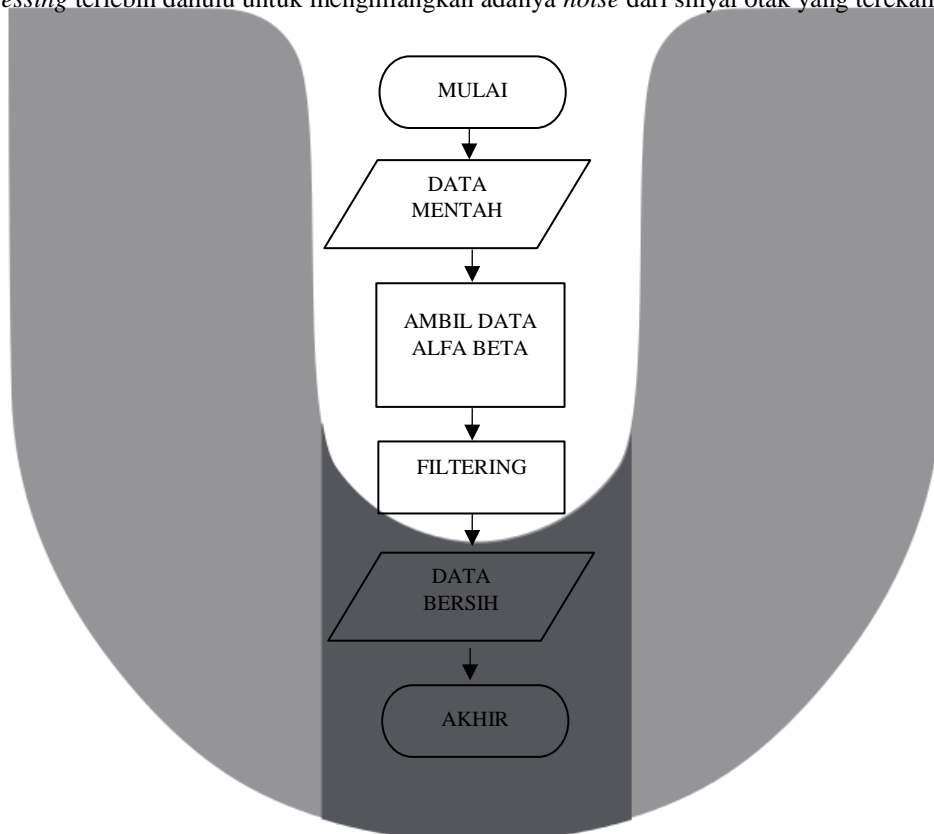 essing terlebih dahulu untuk menghilangkan adanya noise dari sinyal otak yang terekam
MULAI
DATA
MENTAH
AMBIL DATA
ALFA BETA
FILTERING
DATA
BERSIH
AKHIR